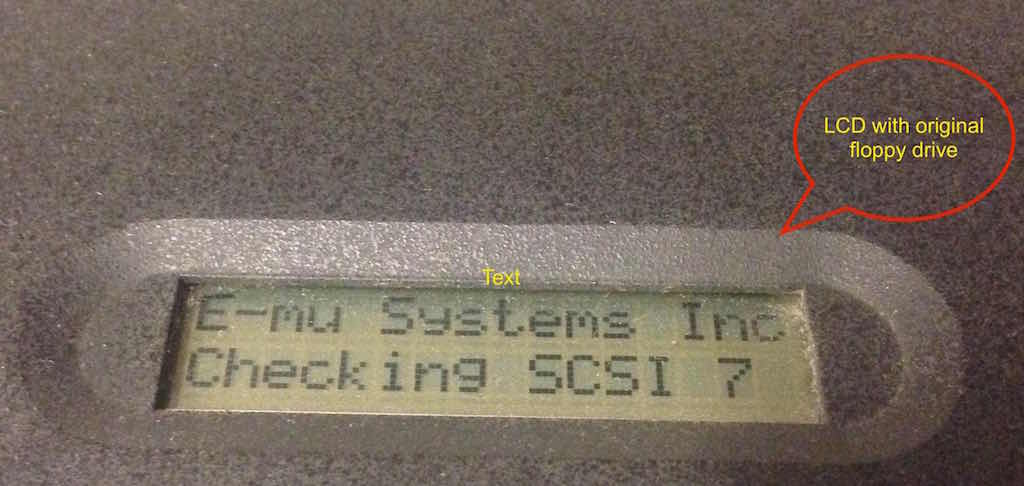 LCD with original
floppy drive
Text
E-mu Systems Inc
Checking SCSI 7